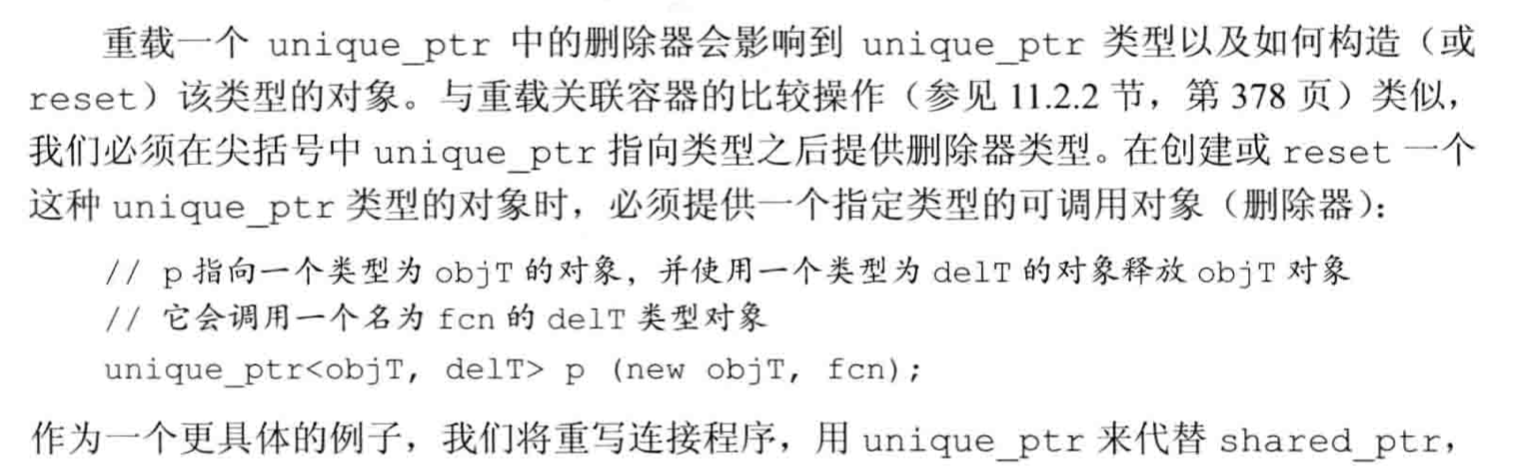 重载一个 unique_ptr 中的删除器会影响到 unique_ptr 类型以及如何构造（或
reset）该类型的对象。与重载关联容器的比较操作（参见 11.2.2 节，第 378 页）类似，
我们必须在尖括号中 unique_ptr 指向类型之后提供删除器类型。在创建或 reset 一个
这种 unique_ptr 类型的对象时，必须提供一个指定类型的可调用对象（删除器）：
// p 指向一个类型为 objT 的对象，并使用一个类型为 delT 的对象释放 objT 对象
// 它会调用一个名为 fcn 的 delT 类型对象
unique_ptr<objT, delT> p (new objT, fcn);
作为一个更具体的例子，我们将重写连接程序，用 unique_ptr 来代替 shared_ptr，